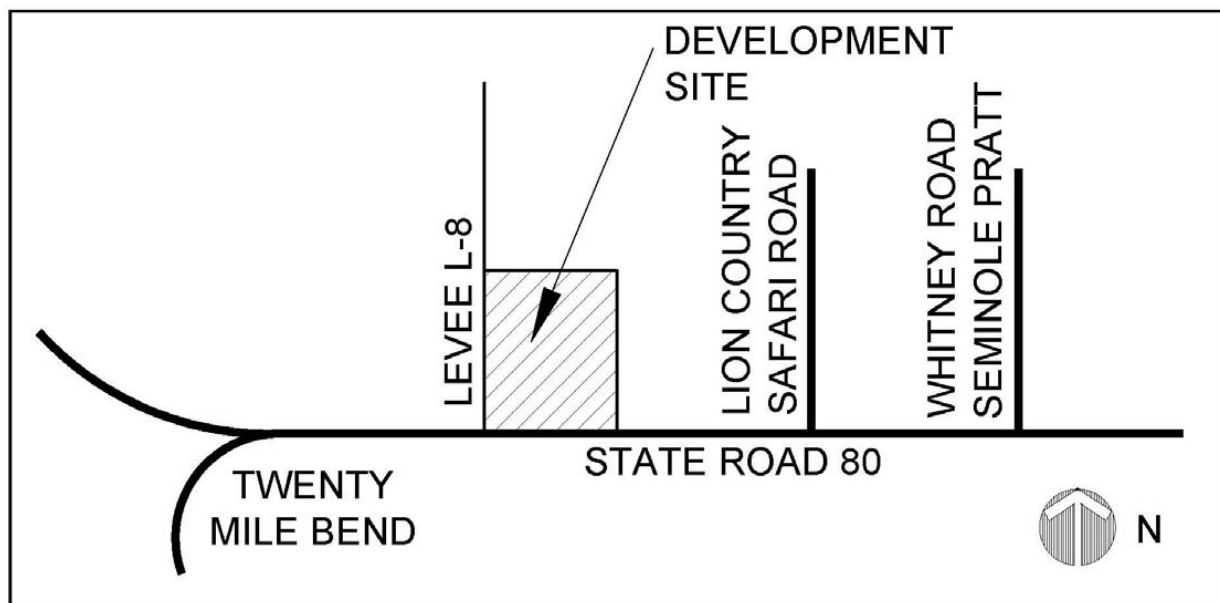 DEVELOPMENT
SITE
LEVEE L-8
LION COUNTRY
SAFARI ROAD
WHITNEY ROAD
SEMINOLE PRATT
STATE ROAD 80
TWENTY
MILE BEND
N